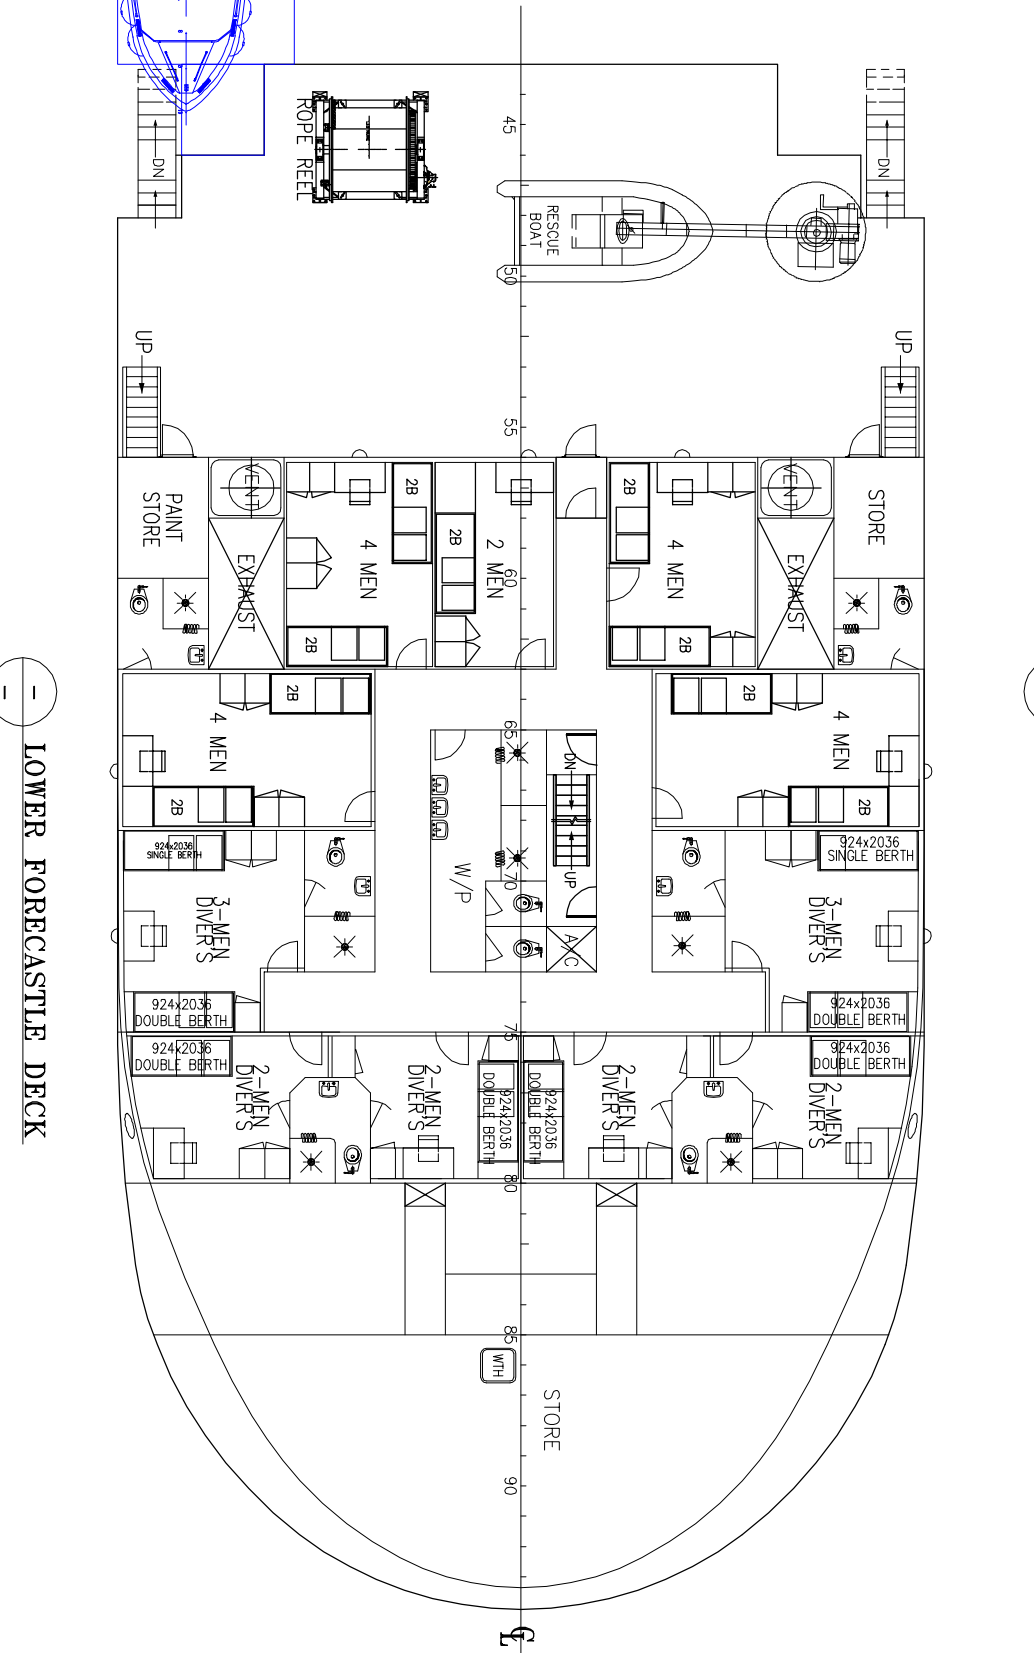 DN
DN
ROPE REEL
45
RESCUE
BOAT
50
UP
UP
55
VENT
2B
2B
VENT
PAINT
STORE
STORE
2B
EXHAUST
4 MEN
2 MEN
60
4 MEN
EXHAUST
2B
2B
2B
2B
4 MEN
4 MEN
65
DN
2B
2B
924x2036
SINGLE BERTH
924x2036
SINGLE BERTH
W/P
70
UP
3-MEN
DIVER'S
3-MEN
DIVER'S
A/C
924x2036
DOUBLE BERTH
924x2036
DOUBLE BERTH
75
924x2036
DOUBLE BERTH
924x2036
DOUBLE BERTH
2-MEN
DIVER'S
2-MEN
DIVER'S
924x2036
DOUBLE BERTH
924x2036
DOUBLE BERTH
2-MEN
DIVER'S
2-MEN
DIVER'S
80
85
WTH
STORE
90
CL
LOWER FORECASTLE DECK